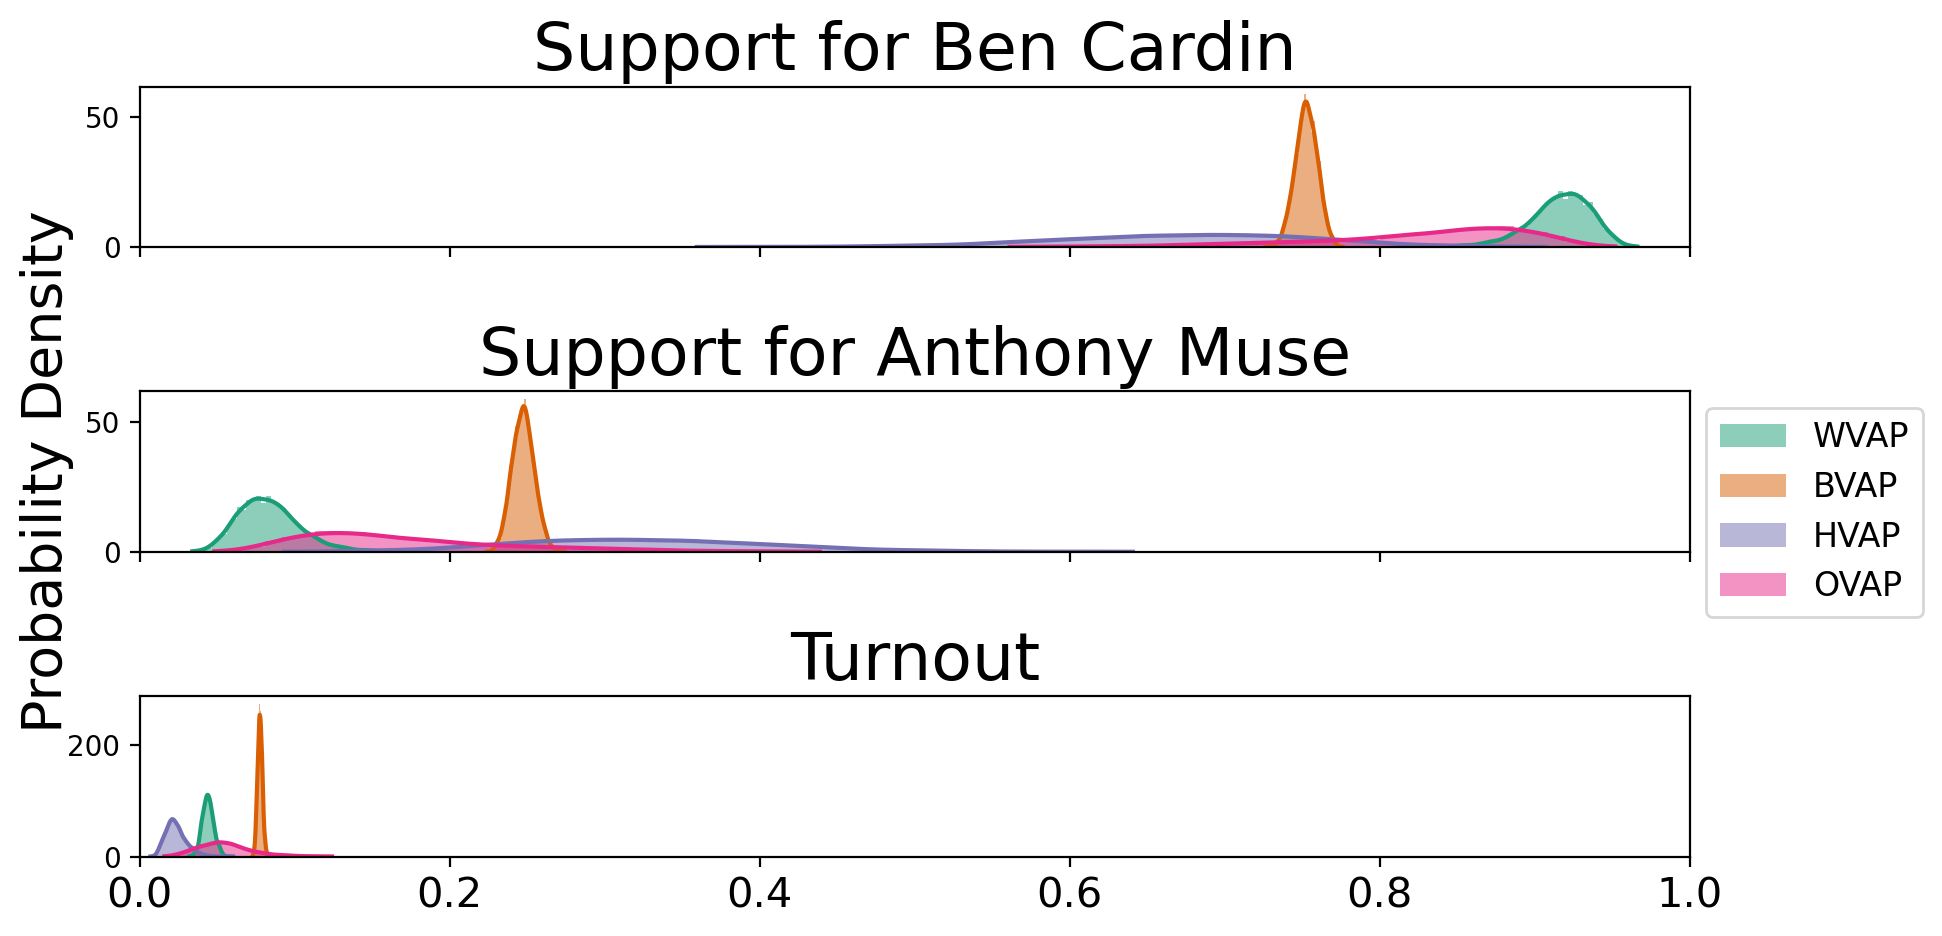 Support for Ben Cardin
50
0
Support for Anthony Muse
50
0
Probability Density
WVAP
BVAP
HVAP
OVAP
Turnout
200
0
0.0 0.2 0.4 0.6 0.8 1.0